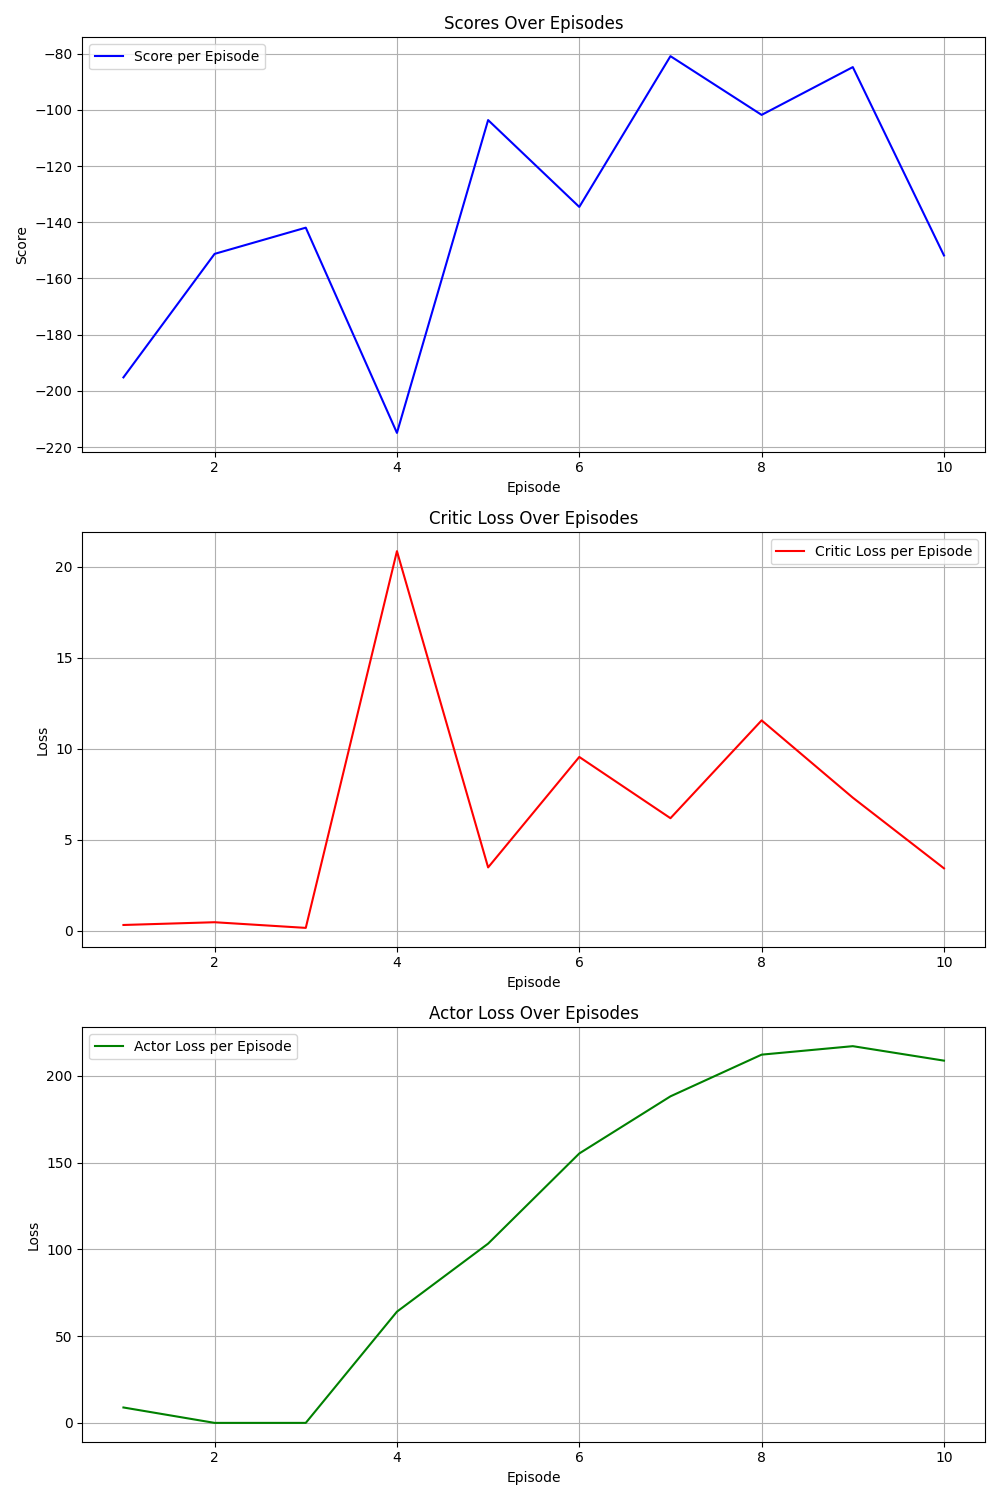 Scores Over Episodes
Score per Episode
−80
−100
−120
−140
−160
−180
−200
−220
Score
2 4 6 8 10
Episode
Critic Loss Over Episodes
Critic Loss per Episode
20
15
10
5
0
Loss
2 4 6 8 10
Episode
Actor Loss Over Episodes
Actor Loss per Episode
200
150
100
50
0
Loss
2 4 6 8 10
Episode